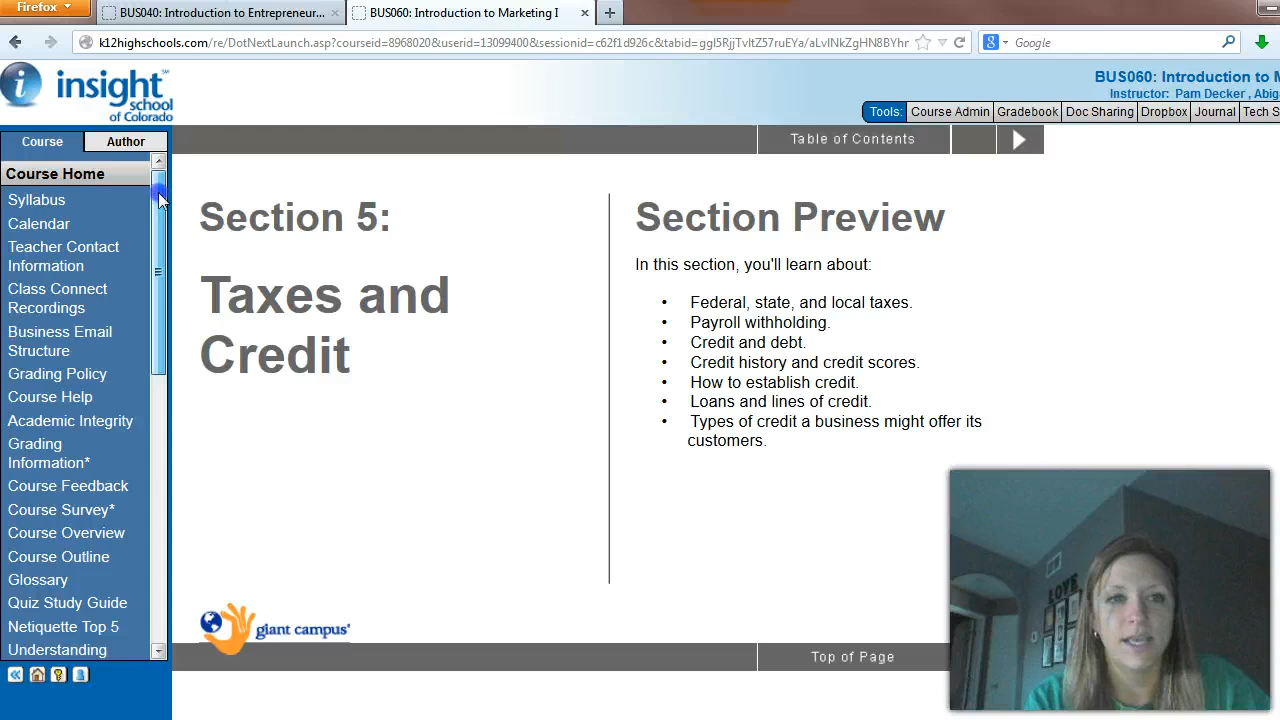 Firefox
BUS040: Introduction to Entrepreneur...
BUS060: Introduction to Marketing I
k12highschools.com/re/DotNextLaunch.asp?courseid=8968020&userid=13099400&sessionid=c62f1d926c&tabid=
Google
insight
school
of Colorado
BUS060: Introduction to M
Instructor: Pam Decker , Abiga
Tools: Course Admin Gradebook Doc Sharing Dropbox Journal Tech S
Course Author
Course Home
Syllabus
Calendar
Teacher Contact
Information
Class Connect
Recordings
Business Email
Structure
Grading Policy
Course Help
Academic Integrity
Grading
Information*
Course Feedback
Course Survey*
Course Overview
Course Outline
Glossary
Quiz Study Guide
Netiquette Top 5
Understanding
Table of Contents
Section 5:
Taxes and
Credit
Section Preview
In this section, you'll learn about:
• Federal, state, and local taxes.
• Payroll withholding.
• Credit and debt.
• Credit history and credit scores.
• How to establish credit.
• Loans and lines of credit.
• Types of credit a business might offer its
customers.
giant campus
Top of Page
LOVE